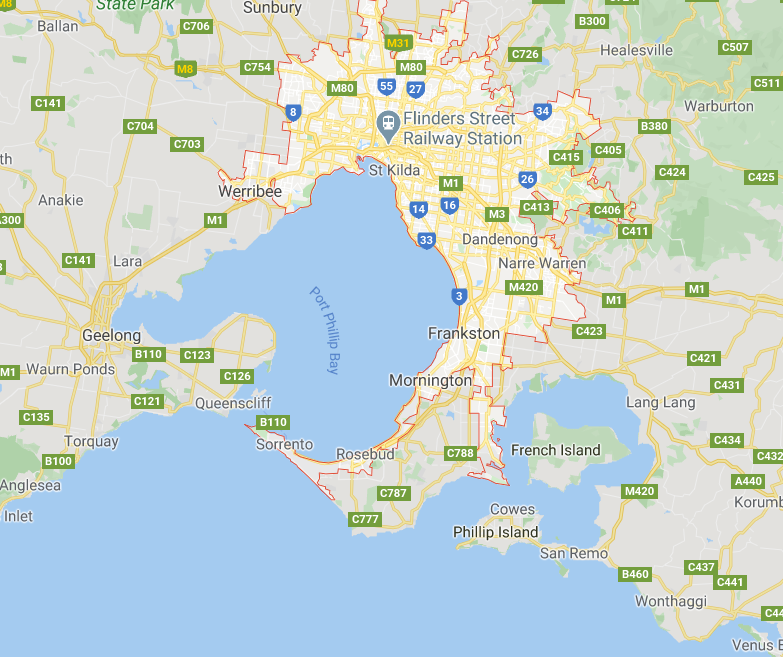 M8
State Park
Sunbury
Ballan
C706
B300
M31
C507
C726
Healesville
C754
M8
M80
M80
55
27
C511
C141
8
34
Warburton
Flinders Street
Railway Station
C704
B380
C703
C405
C415
th
St Kilda
C424
C425
M1
26
Werribee
Anakie
14
16
C413
C406
M3
A300
M1
C411
33
Dandenong
C141
Lara
Narre Warren
3
M420
M1
M1
Port Phillip Bay
Geelong
Frankston
C423
B110
C123
C421
M1
Waurn Ponds
C126
Mornington
C431
C121
Queenscliff
Lang Lang
C135
B110
Torquay
Sorrento
C434
Rosebud
C788
French Island
C432
B100
A440
Anglesea
C787
M420
Korumb
Inlet
C777
Cowes
Phillip Island
San Remo
C437
B460
C441
Wonthaggi
C44
Venus B